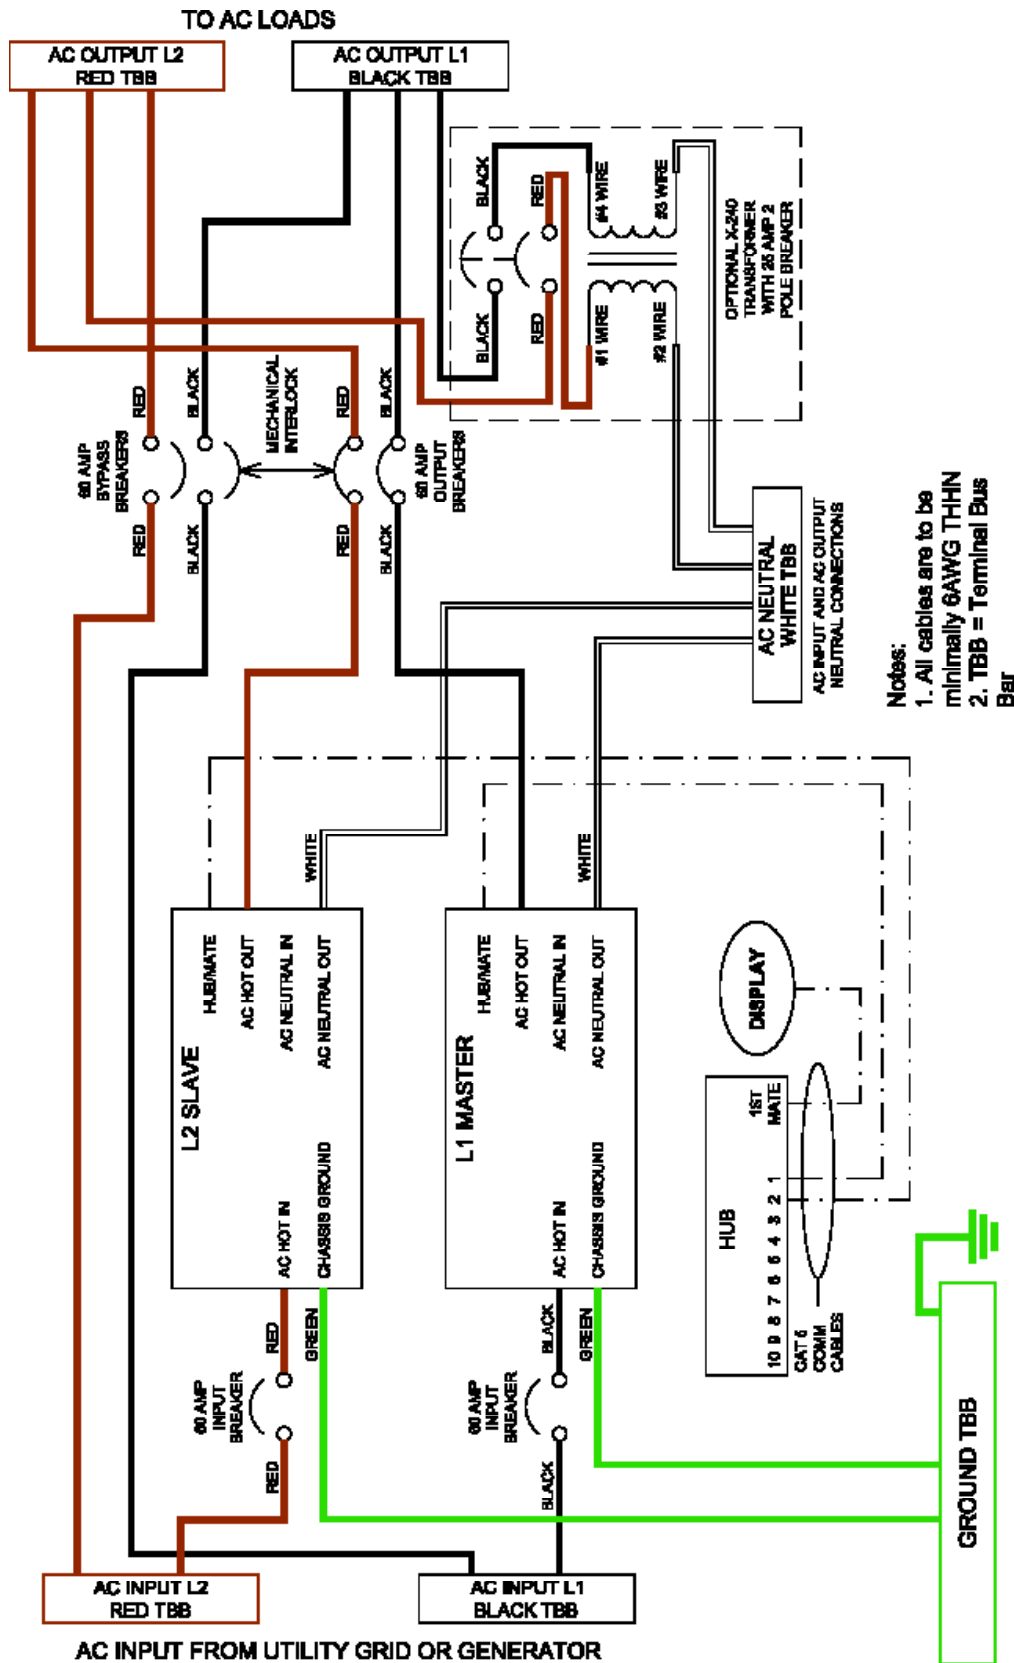 TO AC LOADS
AC OUTPUT L2
RED TBB
AC OUTPUT L1
BLACK TBB
BLACK
RED
#4 WIRE
#3 WIRE
OPTIONAL X-240
TRANSFORMER
WITH 25 AMP 2
POLE BREAKER
BLACK
RED
#1 WIRE
#2 WIRE
RED
BLACK
MECHANICAL
INTERLOCK
RED
BLACK
60 AMP
BYPASS
BREAKERS
60 AMP
OUTPUT
BREAKERS
RED
BLACK
RED
BLACK
AC NEUTRAL
WHITE TBB
AC INPUT AND AC OUTPUT
NEUTRAL CONNECTIONS
Notes:
1. All cables are to be
minimally 6AWG THHN
2. TBB = Terminal Bus
Bar
WHITE
WHITE
L2 SLAVE
HUB/MATE
AC HOT OUT
AC NEUTRAL IN
AC NEUTRAL OUT
AC HOT IN
CHASSIS GROUND
L1 MASTER
HUB/MATE
AC HOT OUT
AC NEUTRAL IN
AC NEUTRAL OUT
AC HOT IN
CHASSIS GROUND
DISPLAY
HUB
1ST
MATE
10 9 8 7 6 5 4 3 2 1
CAT 5
COMM
CABLES
RED
GREEN
60 AMP
INPUT
BREAKER
RED
BLACK
GREEN
60 AMP
INPUT
BREAKER
BLACK
GROUND TBB
AC INPUT L2
RED TBB
AC INPUT L1
BLACK TBB
AC INPUT FROM UTILITY GRID OR GENERATOR